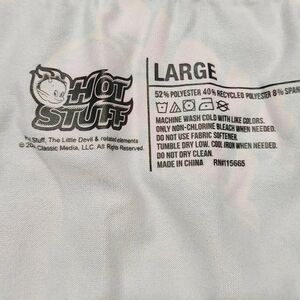 HOT
STUFF
Stuff, The Little Devil & related elements
© Classic Media, LLC. All Rights Reserved.
LARGE
52% POLYESTER 40% RECYCLED POLYESTER 8% SPAN
MACHINE WASH COLD WITH LIKE COLORS.
ONLY NON-CHLORINE BLEACH WHEN NEEDED.
DO NOT USE FABRIC SOFTENER.
TUMBLE DRY LOW. COOL IRON WHEN NEEDED.
DO NOT DRY CLEAN.
MADE IN CHINA RN#115665